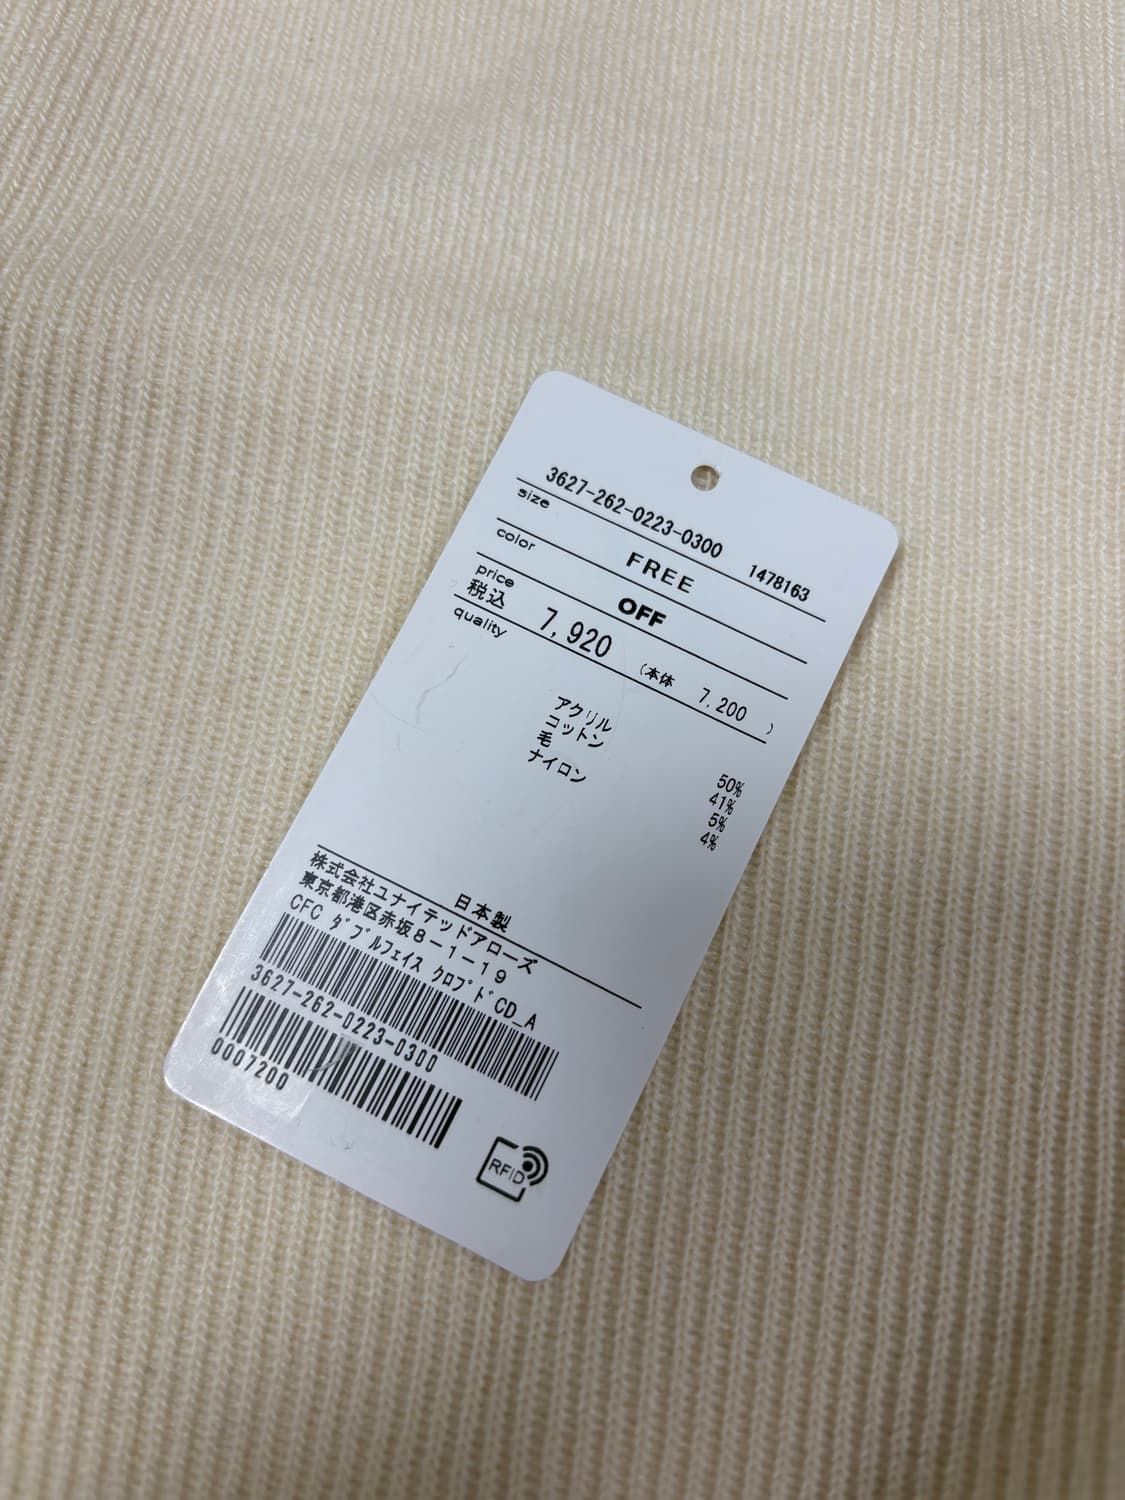 3627-262-0223-0300 1478163
size FREE
color OFF
price
税込 7,920 (本体 7,200 )
quality
アクリル 50%
コットン 41%
毛 5%
ナイロン 4%
日本製
株式会社ユナイテッドアローズ
東京都港区赤坂8-1-19
CFC ダブルフェイス クロプドCD_A
3627-262-0223-0300
0007200
RFID